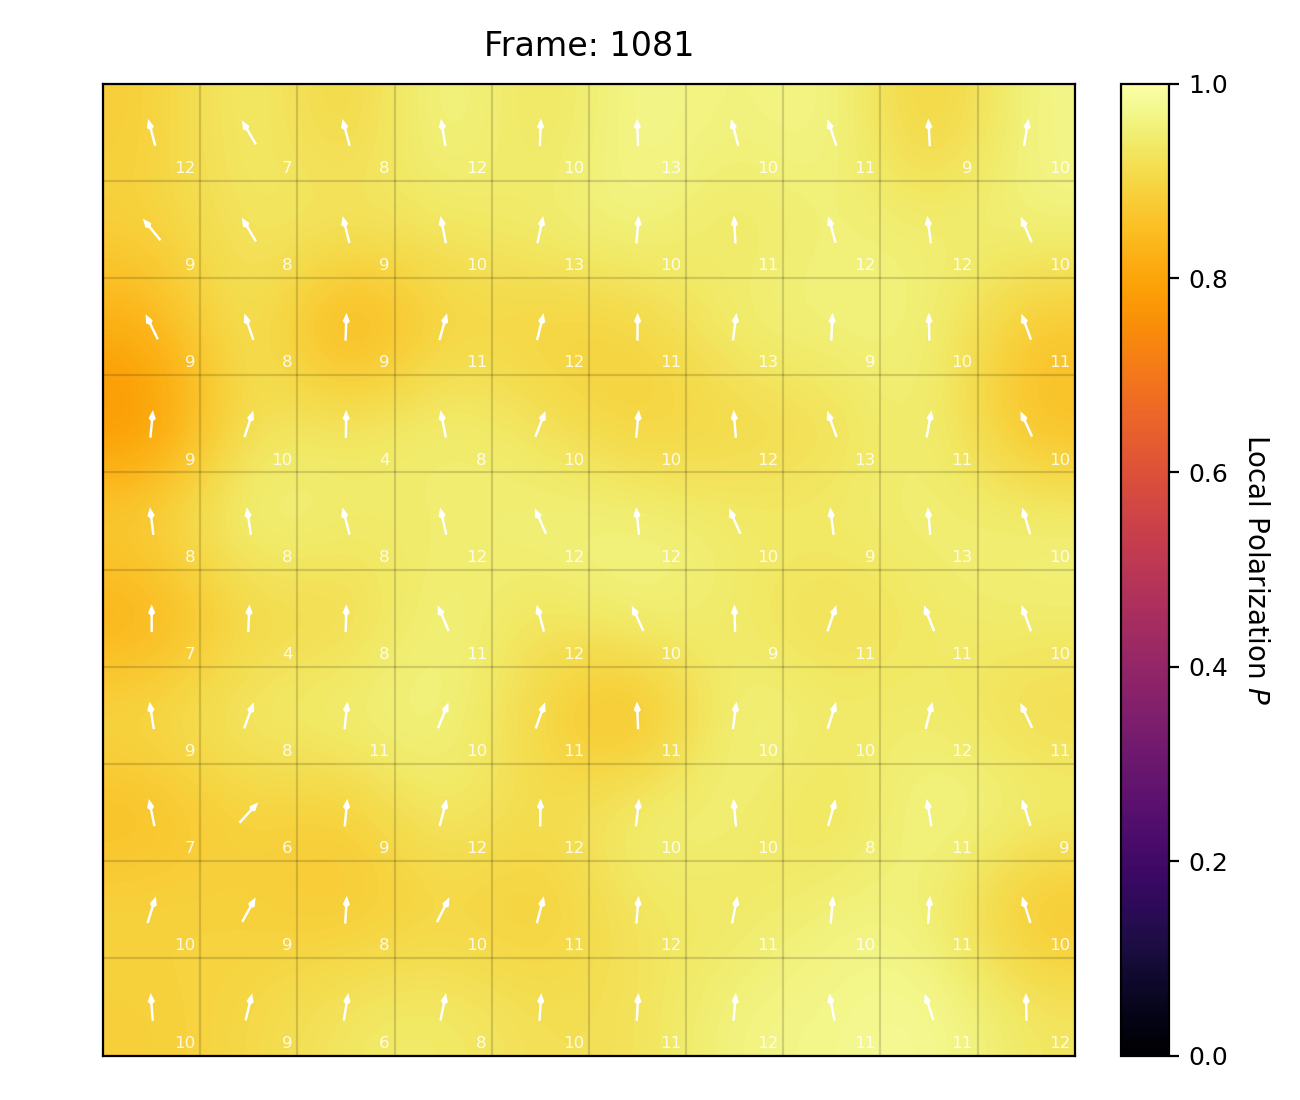 Frame: 1081
12 7 8 12 10 13 10 11 9 10
9 8 9 10 13 10 11 12 12 10
9 8 9 11 12 11 13 9 10 11
9 10 4 8 10 10 12 13 11 10
8 8 8 12 12 12 10 9 13 10
7 4 8 11 12 10 9 11 11 10
9 8 11 10 11 11 10 10 12 11
7 6 9 12 12 10 10 8 11 9
10 9 8 10 11 12 11 10 11 10
10 9 6 8 10 11 12 11 11 12
1.0
0.8
0.6
0.4
0.2
0.0
Local Polarization P